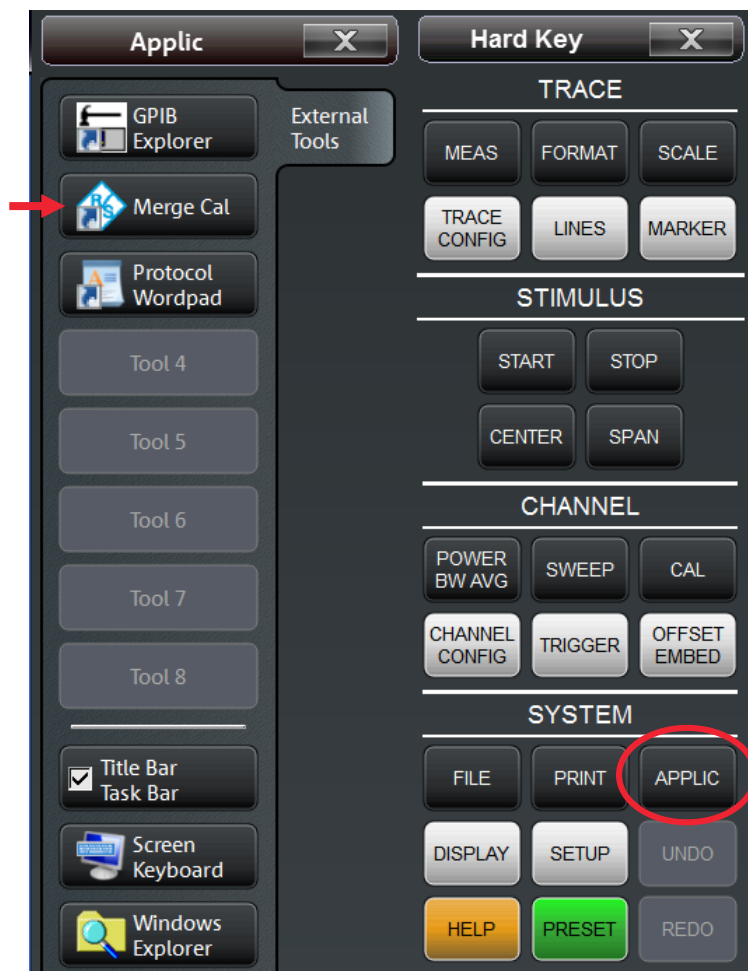 Applic
X
GPIB
Explorer
External
Tools
R/S
Merge Cal
Protocol
Wordpad
Tool 4
Tool 5
Tool 6
Tool 7
Tool 8
Title Bar
Task Bar
Screen
Keyboard
Windows
Explorer
Hard Key
X
TRACE
MEAS FORMAT SCALE
TRACE
CONFIG
LINES
MARKER
STIMULUS
START STOP
CENTER SPAN
CHANNEL
POWER
BW AVG
SWEEP
CAL
CHANNEL
CONFIG
TRIGGER
OFFSET
EMBED
SYSTEM
FILE PRINT APPLIC
DISPLAY SETUP UNDO
HELP PRESET REDO